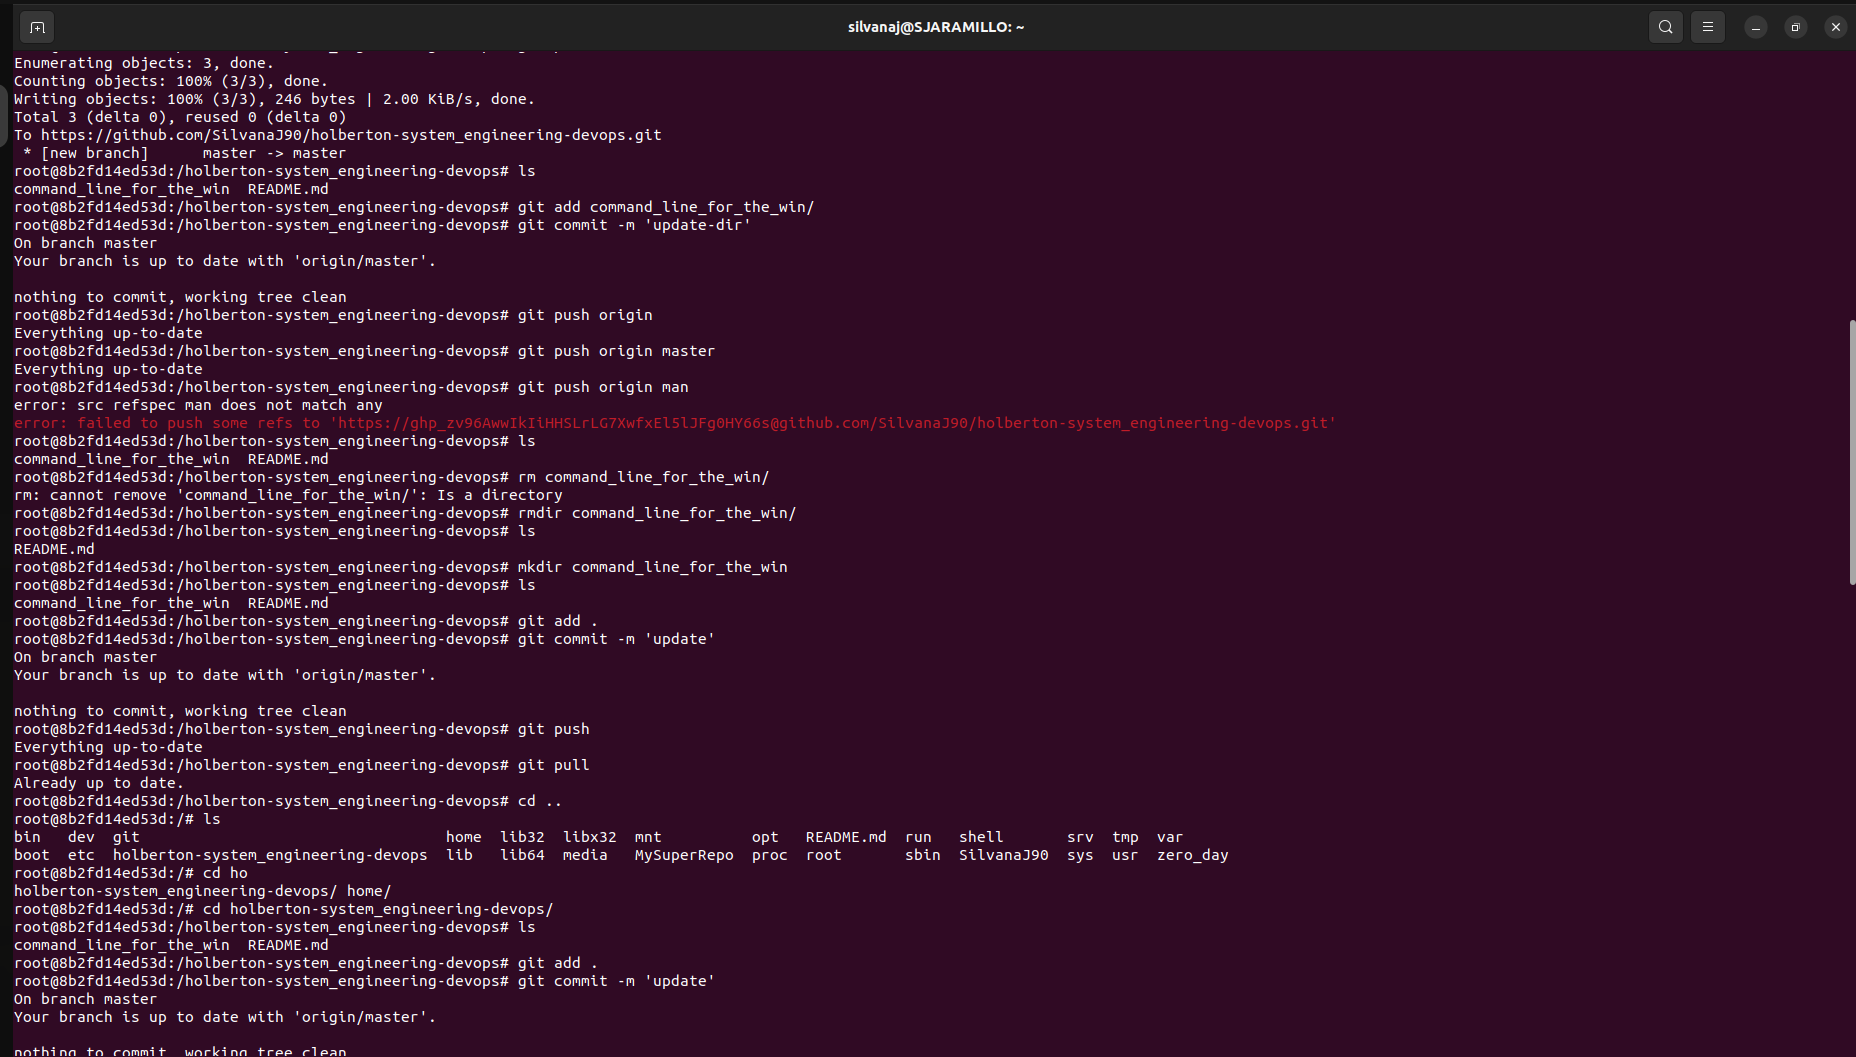 silvanaj@SJARAMILLO: ~
Enumerating objects: 3, done.
Counting objects: 100% (3/3), done.
Writing objects: 100% (3/3), 246 bytes | 2.00 KiB/s, done.
Total 3 (delta 0), reused 0 (delta 0)
To https://github.com/SilvanaJ90/holberton-system_engineering-devops.git
 * [new branch]      master -> master
root@8b2fd14ed53d:/holberton-system_engineering-devops# ls
command_line_for_the_win  README.md
root@8b2fd14ed53d:/holberton-system_engineering-devops# git add command_line_for_the_win/
root@8b2fd14ed53d:/holberton-system_engineering-devops# git commit -m 'update-dir'
On branch master
Your branch is up to date with 'origin/master'.
nothing to commit, working tree clean
root@8b2fd14ed53d:/holberton-system_engineering-devops# git push origin
Everything up-to-date
root@8b2fd14ed53d:/holberton-system_engineering-devops# git push origin master
Everything up-to-date
root@8b2fd14ed53d:/holberton-system_engineering-devops# git push origin man
error: src refspec man does not match any
error: failed to push some refs to 'https://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@github.com/SilvanaJ90/holberton-system_engineering-devops.git'
root@8b2fd14ed53d:/holberton-system_engineering-devops# ls
command_line_for_the_win  README.md
root@8b2fd14ed53d:/holberton-system_engineering-devops# rm command_line_for_the_win/
rm: cannot remove 'command_line_for_the_win/': Is a directory
root@8b2fd14ed53d:/holberton-system_engineering-devops# rmdir command_line_for_the_win/
root@8b2fd14ed53d:/holberton-system_engineering-devops# ls
README.md
root@8b2fd14ed53d:/holberton-system_engineering-devops# mkdir command_line_for_the_win
root@8b2fd14ed53d:/holberton-system_engineering-devops# ls
command_line_for_the_win  README.md
root@8b2fd14ed53d:/holberton-system_engineering-devops# git add .
root@8b2fd14ed53d:/holberton-system_engineering-devops# git commit -m 'update'
On branch master
Your branch is up to date with 'origin/master'.
nothing to commit, working tree clean
root@8b2fd14ed53d:/holberton-system_engineering-devops# git push
Everything up-to-date
root@8b2fd14ed53d:/holberton-system_engineering-devops# git pull
Already up to date.
root@8b2fd14ed53d:/holberton-system_engineering-devops# cd ..
root@8b2fd14ed53d:/# ls
bin   dev  git                                  home  lib32  libx32  mnt          opt   README.md  run   shell       srv  tmp  var
boot  etc  holberton-system_engineering-devops  lib   lib64  media   MySuperRepo  proc  root       sbin  SilvanaJ90  sys  usr  zero_day
root@8b2fd14ed53d:/# cd ho
holberton-system_engineering-devops/ home/
root@8b2fd14ed53d:/# cd holberton-system_engineering-devops/
root@8b2fd14ed53d:/holberton-system_engineering-devops# ls
command_line_for_the_win  README.md
root@8b2fd14ed53d:/holberton-system_engineering-devops# git add .
root@8b2fd14ed53d:/holberton-system_engineering-devops# git commit -m 'update'
On branch master
Your branch is up to date with 'origin/master'.
nothing to commit, working tree clean